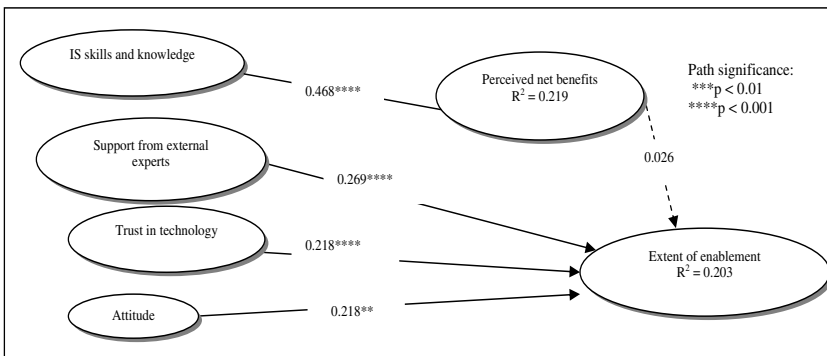 IS skills and knowledge
0.468****
Perceived net benefits
R² = 0.219
Path significance:
***p < 0.01
****p < 0.001
Support from external
experts
0.269****
0.026
Trust in technology
0.218****
Extent of enablement
R² = 0.203
Attitude
0.218**